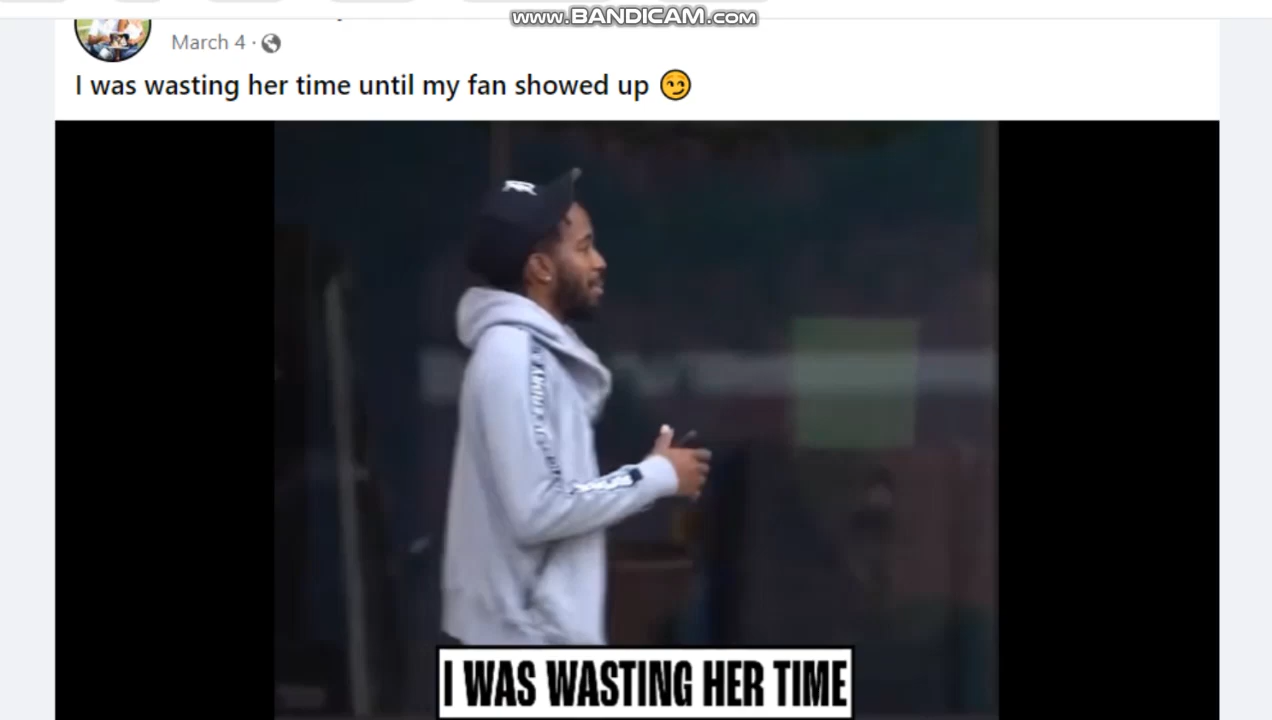 www.BANDICAM.com
March 4 ·
I was wasting her time until my fan showed up 😏
I WAS WASTING HER TIME